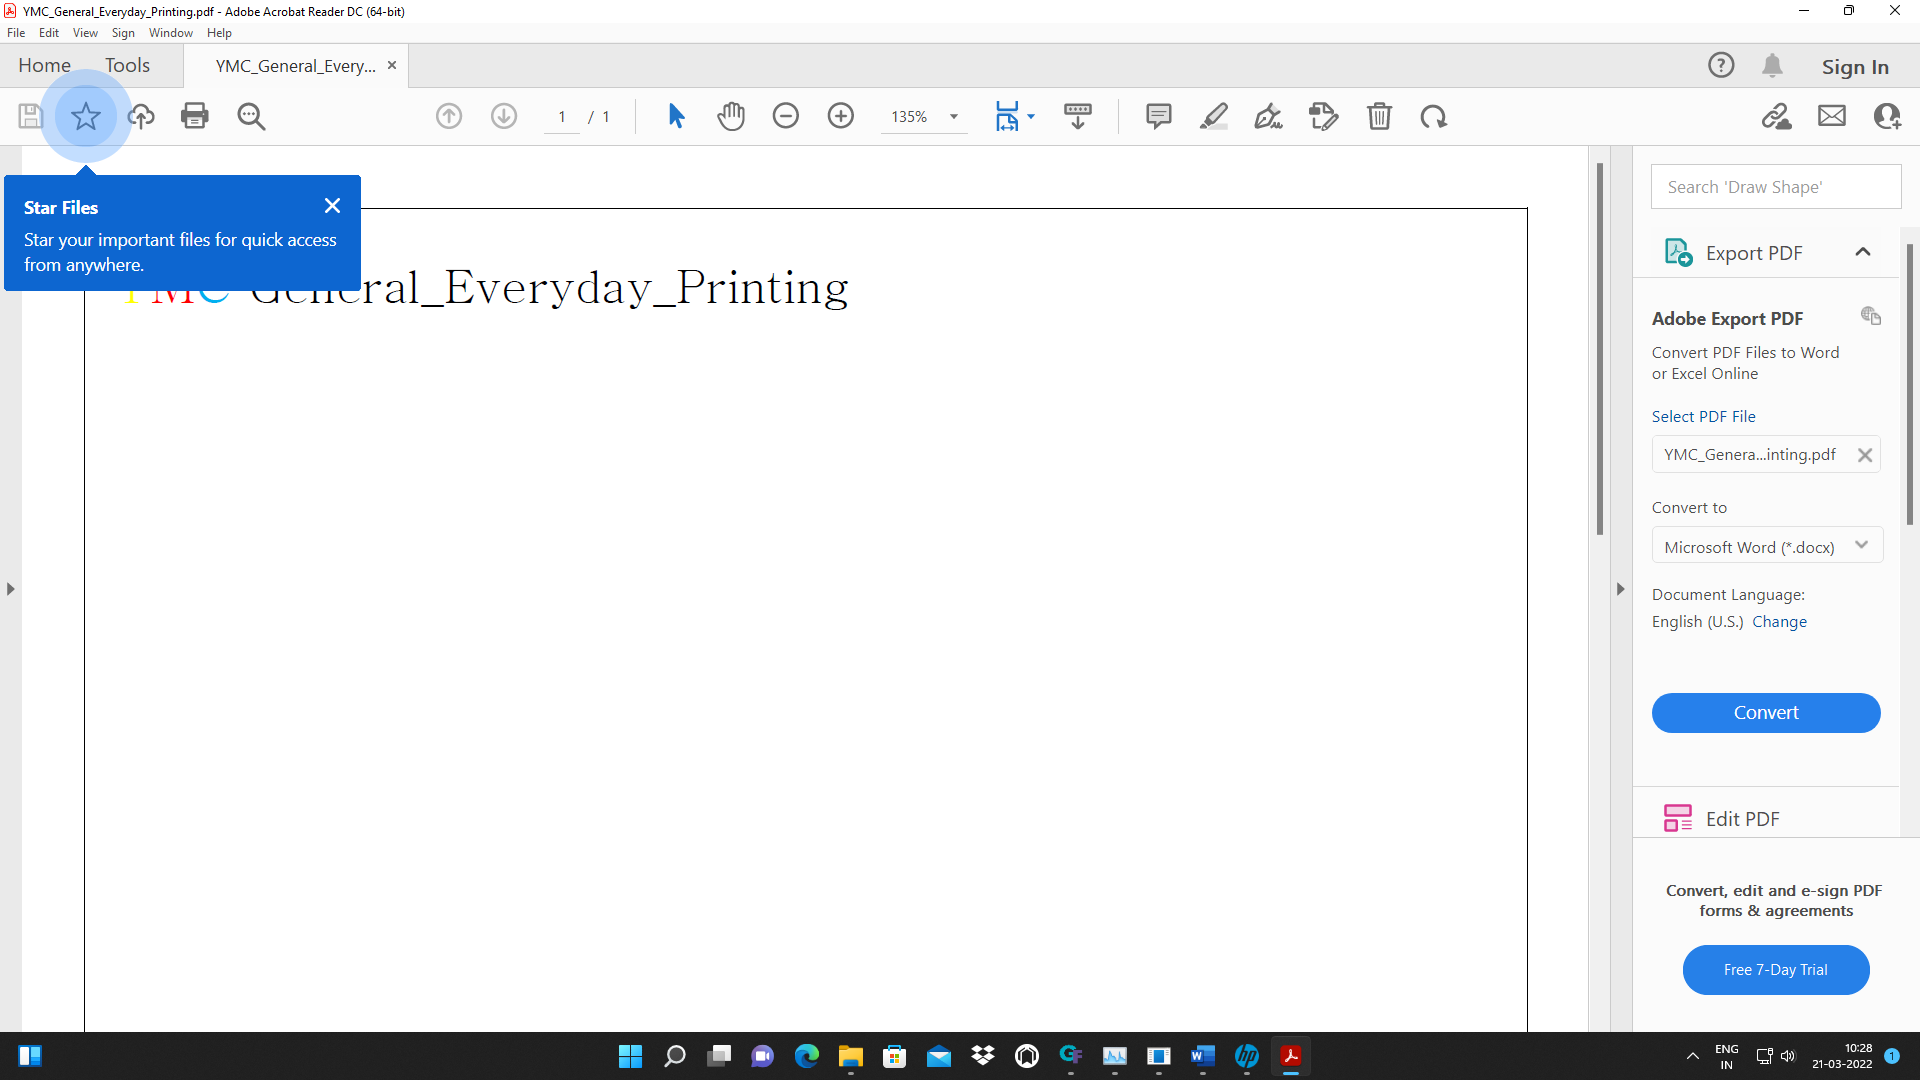 YMC_General_Everyday_Printing.pdf - Adobe Acrobat Reader DC (64-bit)
File Edit View Sign Window Help
Home Tools YMC_General_Every... ×
Sign In
1 / 1 135%
Star Files
Star your important files for quick access
from anywhere.
YMC General_Everyday_Printing
Search 'Draw Shape'
Export PDF
Adobe Export PDF
Convert PDF Files to Word
or Excel Online
Select PDF File
YMC_Genera...inting.pdf
Convert to
Microsoft Word (*.docx)
Document Language:
English (U.S.) Change
Convert
Edit PDF
Convert, edit and e-sign PDF
forms & agreements
Free 7-Day Trial
ENG
IN
10:28
21-03-2022
1